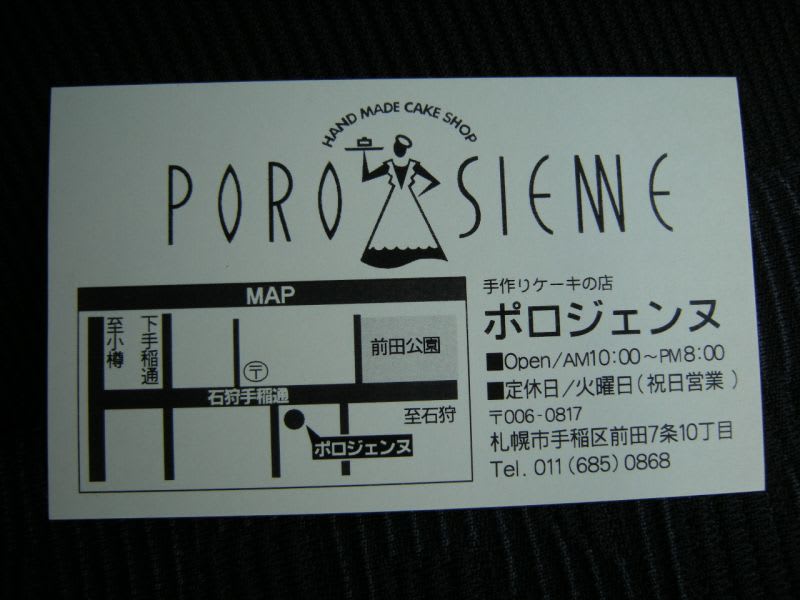 HAND MADE CAKE SHOP
PORO SIENNE
MAP
至小樽
下手稲通
〒
前田公園
石狩手稲通
至石狩
ポロジェンヌ
手作りケーキの店
ポロジェンヌ
■Open/AM10:00～PM8:00
■定休日/火曜日(祝日営業)
〒006-0817
札幌市手稲区前田7条10丁目
Tel. 011(685)0868